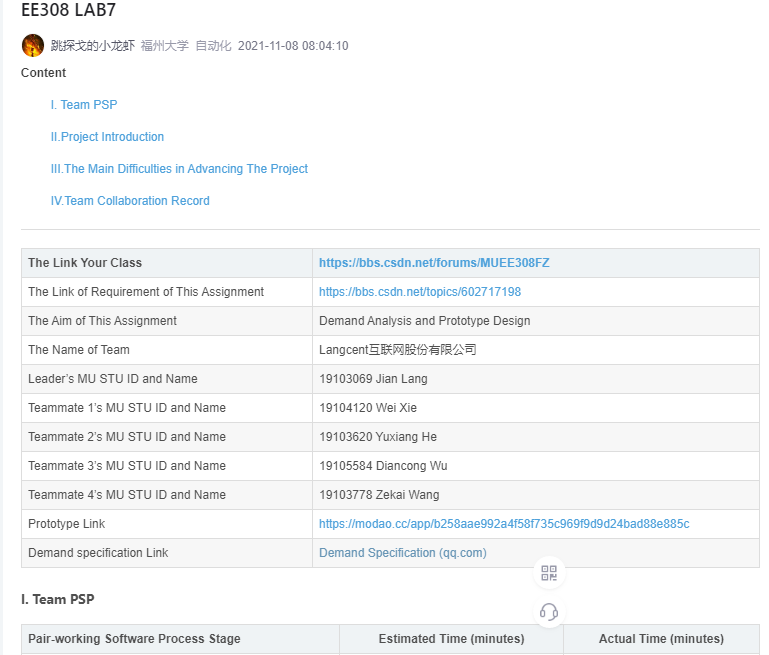 EE308 LAB7
跳探戈的小龙虾 福州大学 自动化 2021-11-08 08:04:10
Content
I. Team PSP
II.Project Introduction
III.The Main Difficulties in Advancing The Project
IV.Team Collaboration Record
The Link Your Class https://bbs.csdn.net/forums/MUEE308FZ
The Link of Requirement of This Assignment https://bbs.csdn.net/topics/602717198
The Aim of This Assignment Demand Analysis and Prototype Design
The Name of Team Langcent互联网股份有限公司
Leader’s MU STU ID and Name 19103069 Jian Lang
Teammate 1’s MU STU ID and Name 19104120 Wei Xie
Teammate 2’s MU STU ID and Name 19103620 Yuxiang He
Teammate 3’s MU STU ID and Name 19105584 Diancong Wu
Teammate 4’s MU STU ID and Name 19103778 Zekai Wang
Prototype Link https://modao.cc/app/b258aae992a4f58f735c969f9d9d24bad88e885c
Demand specification Link Demand Specification (qq.com)
I. Team PSP
Pair-working Software Process Stage Estimated Time (minutes) Actual Time (minutes)